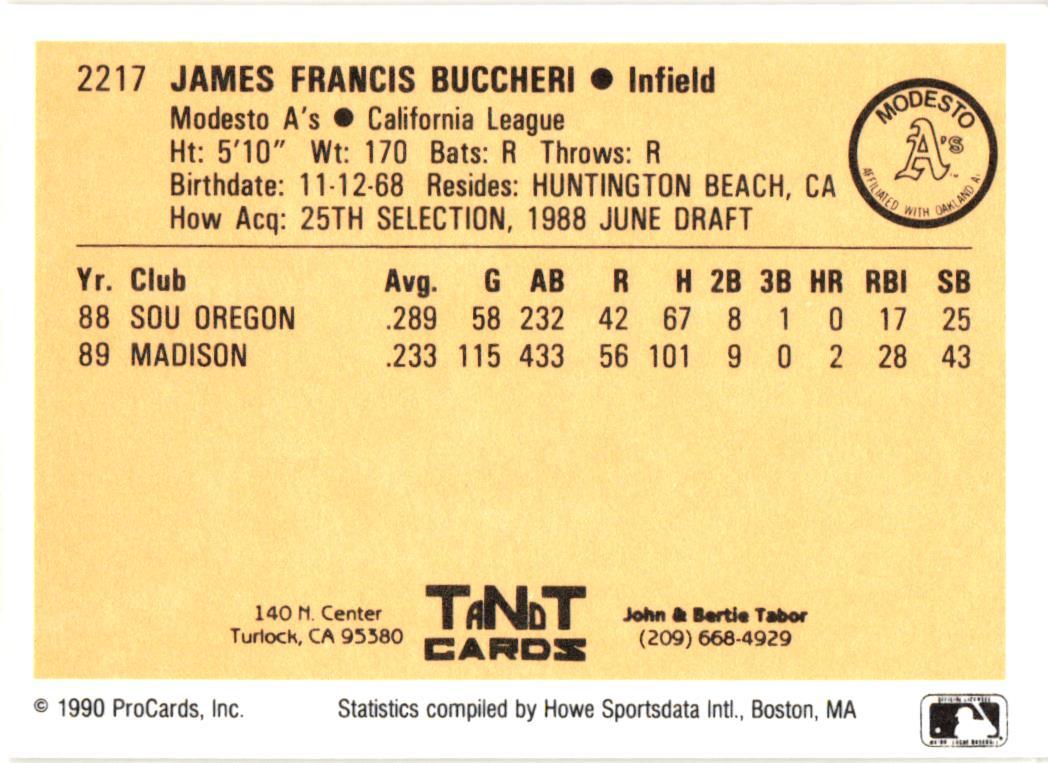 2217 JAMES FRANCIS BUCCHERI ● Infield
Modesto A's ● California League
Ht: 5'10" Wt: 170 Bats: R Throws: R
Birthdate: 11-12-68 Resides: HUNTINGTON BEACH, CA
How Acq: 25TH SELECTION, 1988 JUNE DRAFT
MODESTO
A's
AFFILIATED WITH OAKLAND A.
Yr. Club Avg. G AB R H 2B 3B HR RBI SB
88 SOU OREGON .289 58 232 42 67 8 1 0 17 25
89 MADISON .233 115 433 56 101 9 0 2 28 43
140 N. Center
Turlock, CA 95380
TANDT
CARDS
John & Bertie Tabor
(209) 668-4929
© 1990 ProCards, Inc. Statistics compiled by Howe Sportsdata Intl., Boston, MA